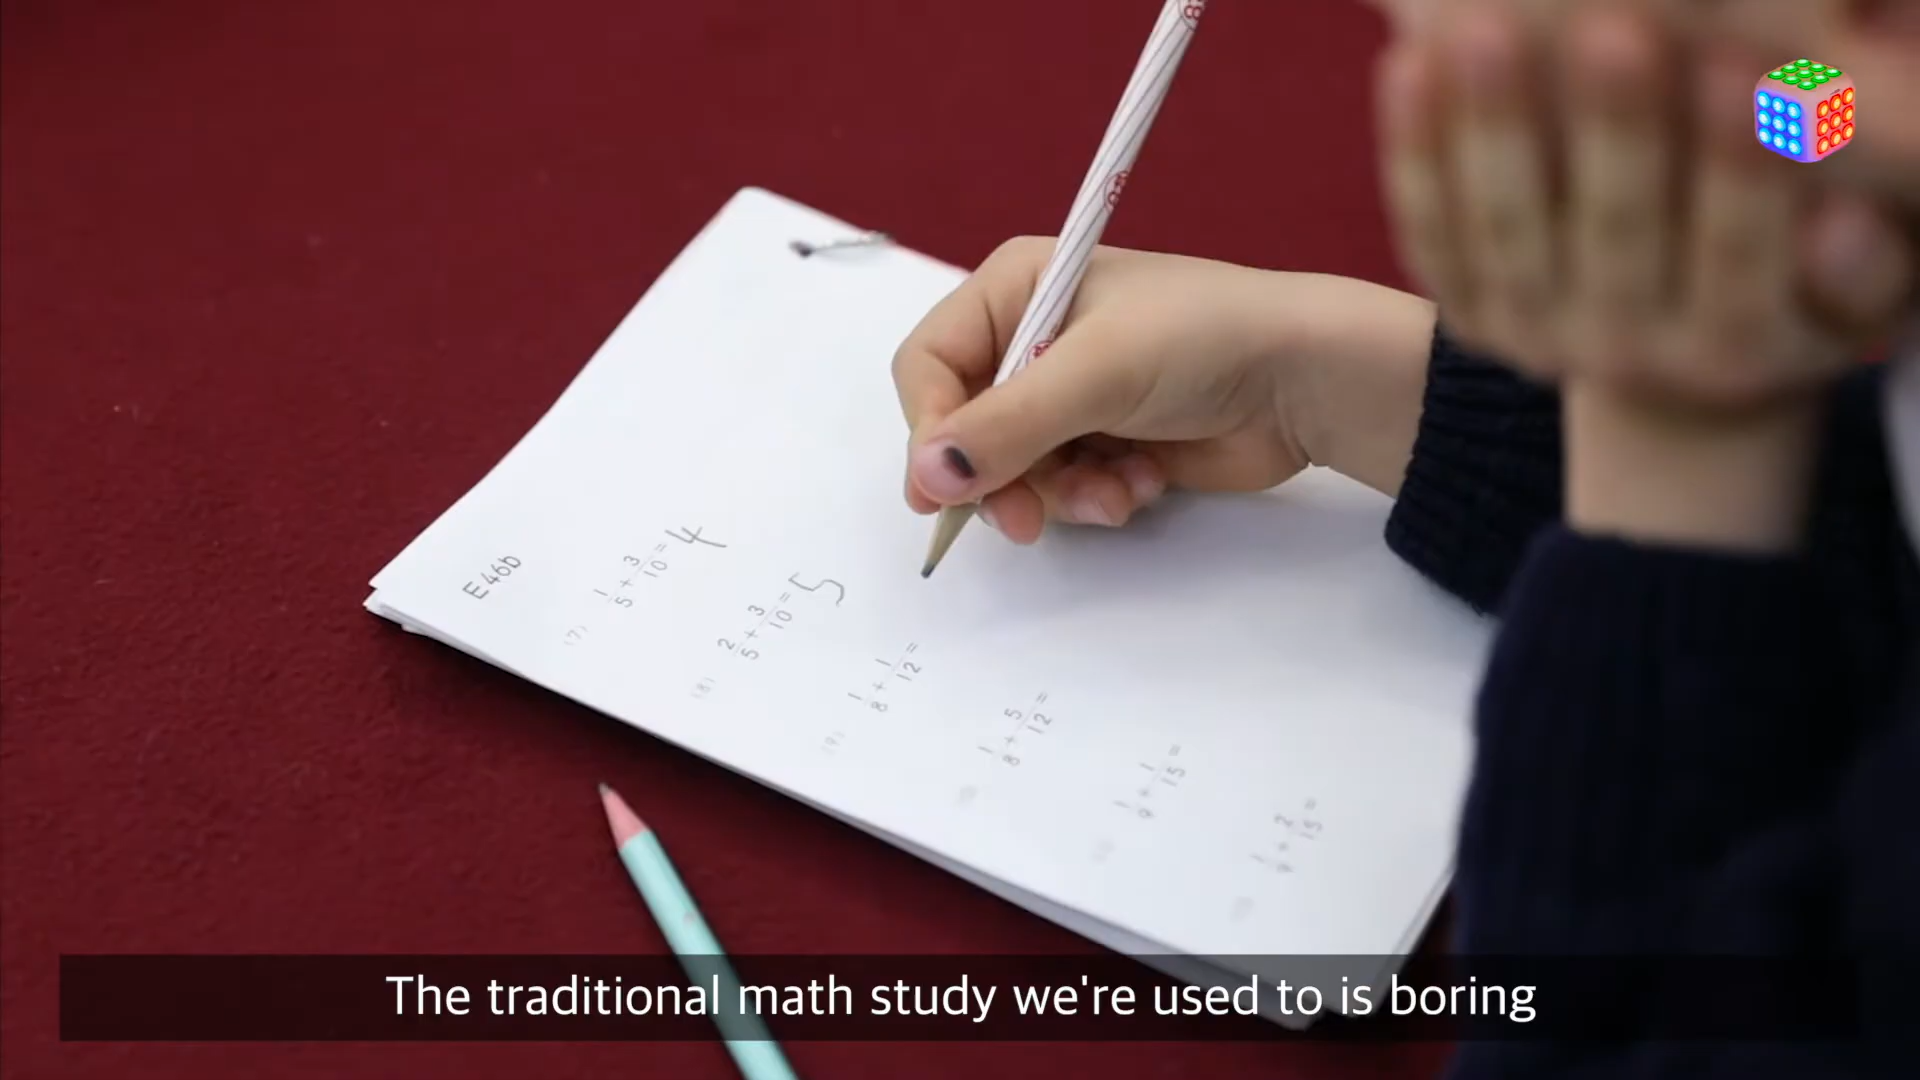 E46b
(7) 1/5 + 3/10 = 4
(8) 2/5 + 3/10 = 5
(9) 1/8 + 1/12 =
1/8 + 5/12 =
1/9 + 1/15 =
+ 2/15 =
The traditional math study we're used to is boring